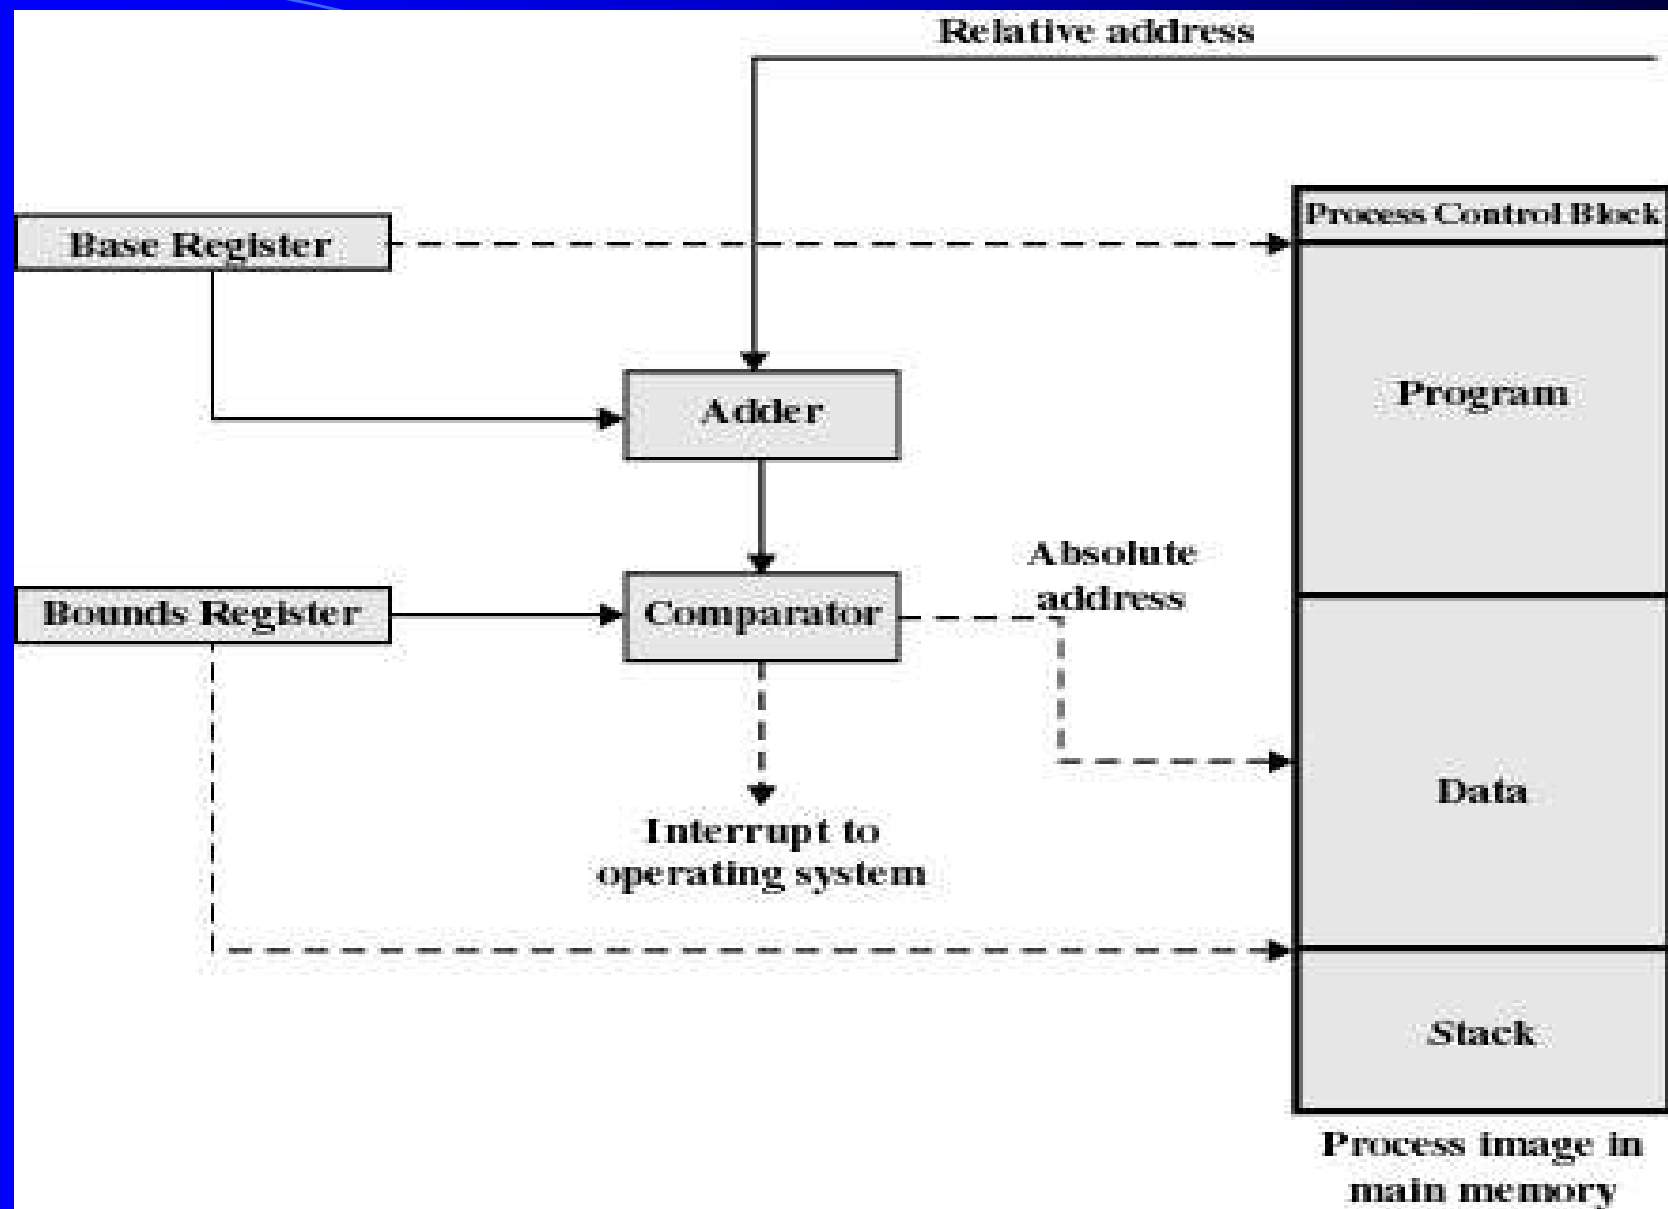 Relative address
Process Control Block
Base Register
Program
Adder
Absolute
address
Bounds Register
Comparator
Data
Interrupt to
operating system
Stack
Process image in
main memory